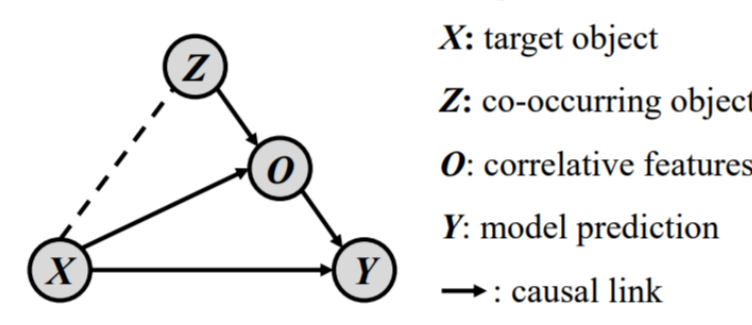 Z
O
X
Y
X: target object
Z: co-occurring object
O: correlative features
Y: model prediction
: causal link